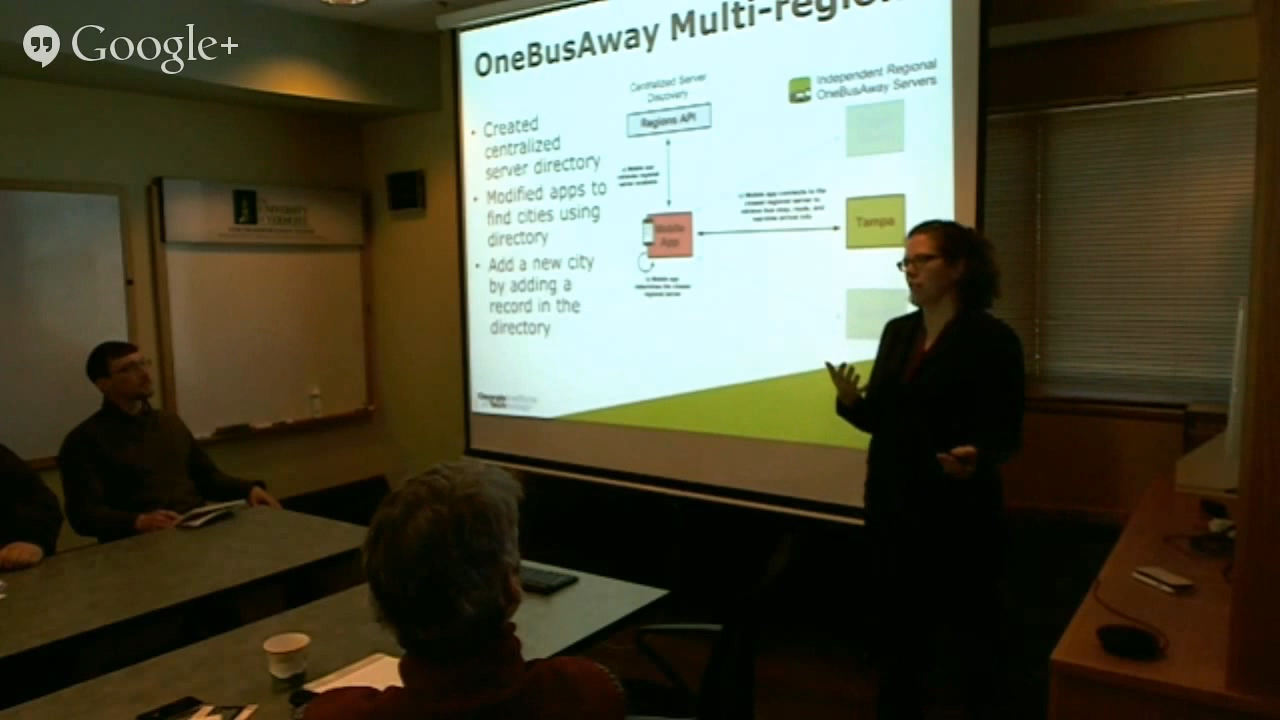 Google+
OneBusAway Multi-region
• Created
centralized
server directory
• Modified apps to
find cities using
directory
• Add a new city
by adding a
record in the
directory
Centralized Server
Discovery
Regions API
Mobile
App
Independent Regional
OneBusAway Servers
Tampa
UNIVERSITY